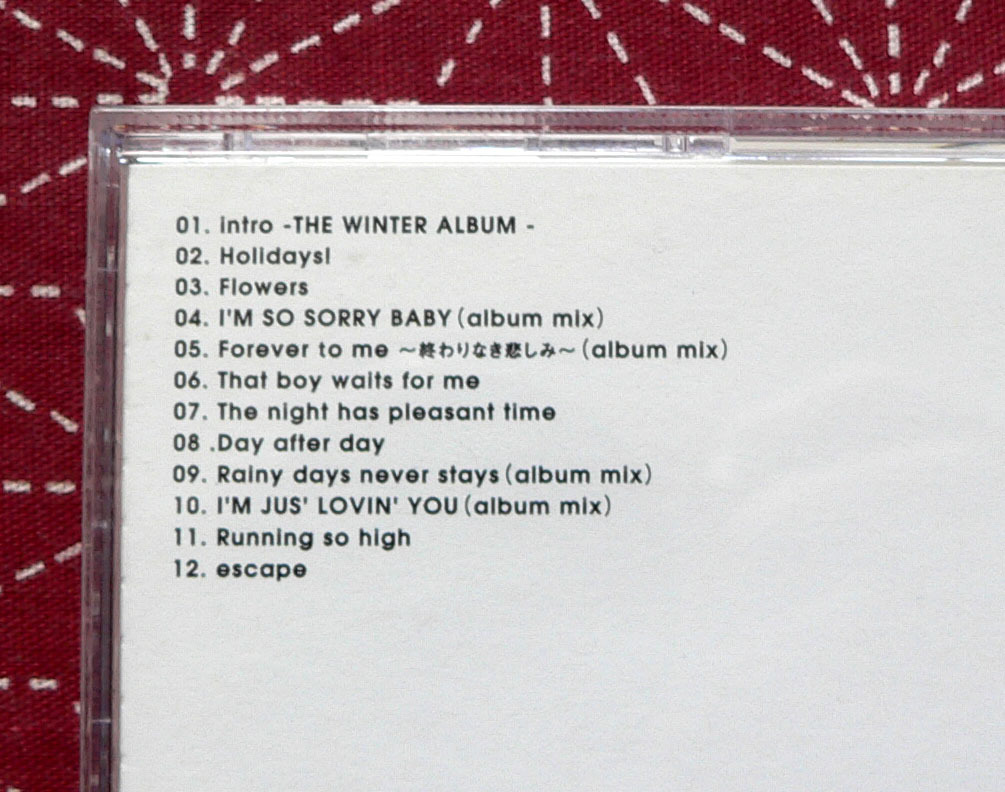 01. intro -THE WINTER ALBUM -
02. Holidays!
03. Flowers
04. I'M SO SORRY BABY(album mix)
05. Forever to me ～終わりなき悲しみ～(album mix)
06. That boy waits for me
07. The night has pleasant time
08 .Day after day
09. Rainy days never stays(album mix)
10. I'M JUS' LOVIN' YOU(album mix)
11. Running so high
12. escape